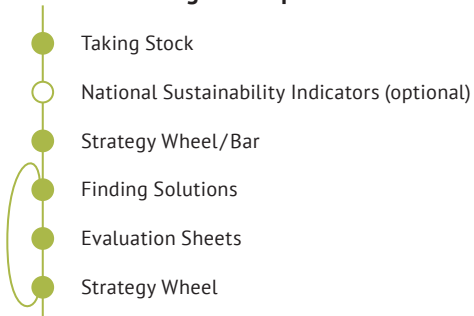 Taking Stock
National Sustainability Indicators (optional)
Strategy Wheel/Bar
Finding Solutions
Evaluation Sheets
Strategy Wheel